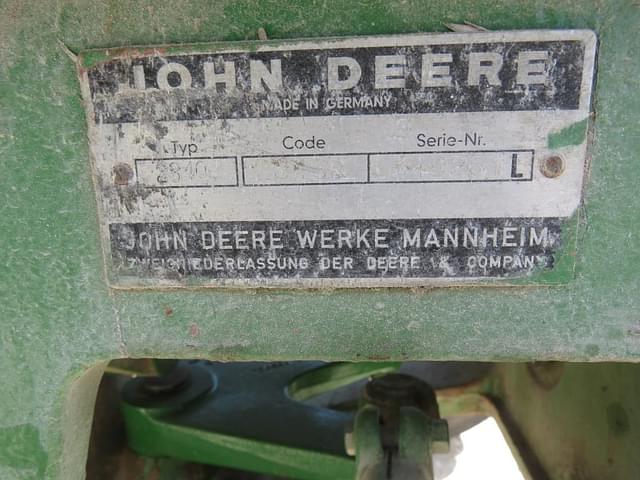 JOHN DEERE
MADE IN GERMANY
Typ Code Serie-Nr.
L
JOHN DEERE WERKE MANNHEIM
ZWEIGNIEDERLASSUNG DER DEERE & COMPANY